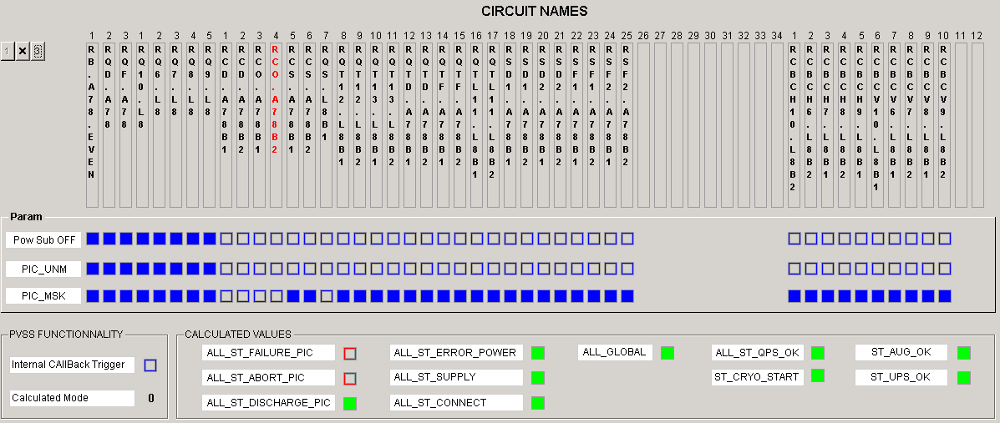 CIRCUIT NAMES
1 2 3 1 2 3 4 5 1 2 3 4 5 6 7 8 9 10 11 12 13 14 15 16 17 18 19 20 21 22 23 24 25 26 27 28 29 30 31 32 33 34 1 2 3 4 5 6 7 8 9 10 11 12
1 × 3
RB.A78.EVEN
RQD.A78
RQF.A78
RQ10.L8
RQ6.L8
RQ7.L8
RQ8.L8
RQ9.L8
RCD.A78B1
RCD.A78B2
RCO.A78B1
RCO.A78B2
RCS.A78B1
RCS.A78B2
RQS.L8B1
RQT12.L8B1
RQT12.L8B2
RQT13.L8B1
RQT13.L8B2
RQTD.A78B1
RQTD.A78B2
RQTF.A78B1
RQTF.A78B2
RQTL11.L8B1
RQTL11.L8B2
RSD1.A78B1
RSD1.A78B2
RSD2.A78B1
RSD2.A78B2
RSF1.A78B1
RSF1.A78B2
RSF2.A78B1
RSF2.A78B2
RCBCH10.L8B2
RCBCH6.L8B2
RCBCH7.L8B1
RCBCH8.L8B2
RCBCH9.L8B1
RCBCV10.L8B1
RCBCV6.L8B1
RCBCV7.L8B2
RCBCV8.L8B1
RCBCV9.L8B2
Param
Pow Sub OFF
PIC_UNM
PIC_MSK
PVSS FUNCTIONNALITY
Internal CAllBack Trigger
Calculated Mode 0
CALCULATED VALUES
ALL_ST_FAILURE_PIC ALL_ST_ERROR_POWER ALL_GLOBAL ALL_ST_QPS_OK ST_AUG_OK
ALL_ST_ABORT_PIC ALL_ST_SUPPLY ST_CRYO_START ST_UPS_OK
ALL_ST_DISCHARGE_PIC ALL_ST_CONNECT